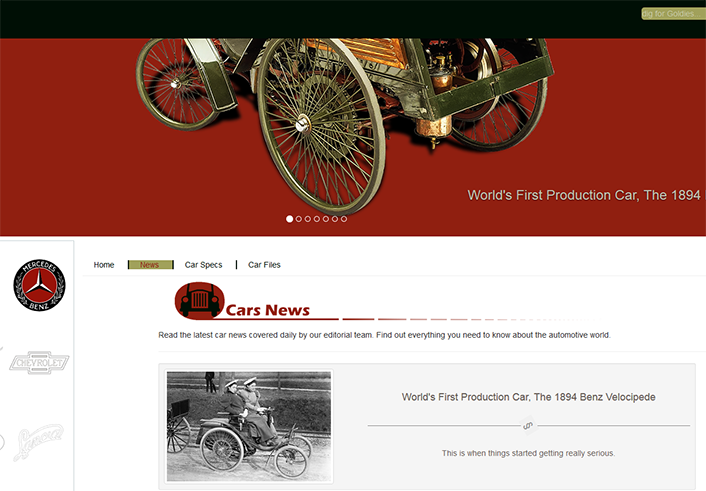 dig for Goldies...
World's First Production Car, The 1894
MERCEDES
BENZ
CHEVROLET
Home
News
Car Specs
Car Files
Cars News
Read the latest car news covered daily by our editorial team. Find out everything you need to know about the automotive world.
World's First Production Car, The 1894 Benz Velocipede
This is when things started getting really serious.